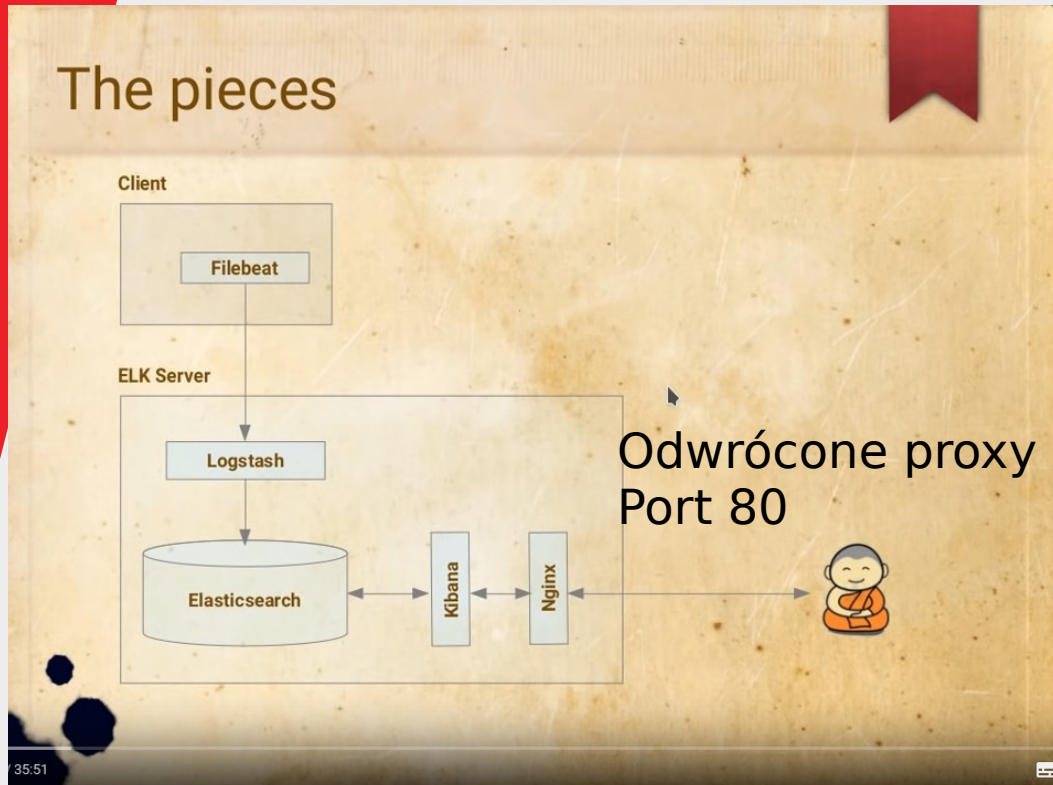 The pieces
Client
Filebeat
ELK Server
Logstash
Odwrócone proxy
Port 80
Elasticsearch
Kibana
Nginx
/ 35:51